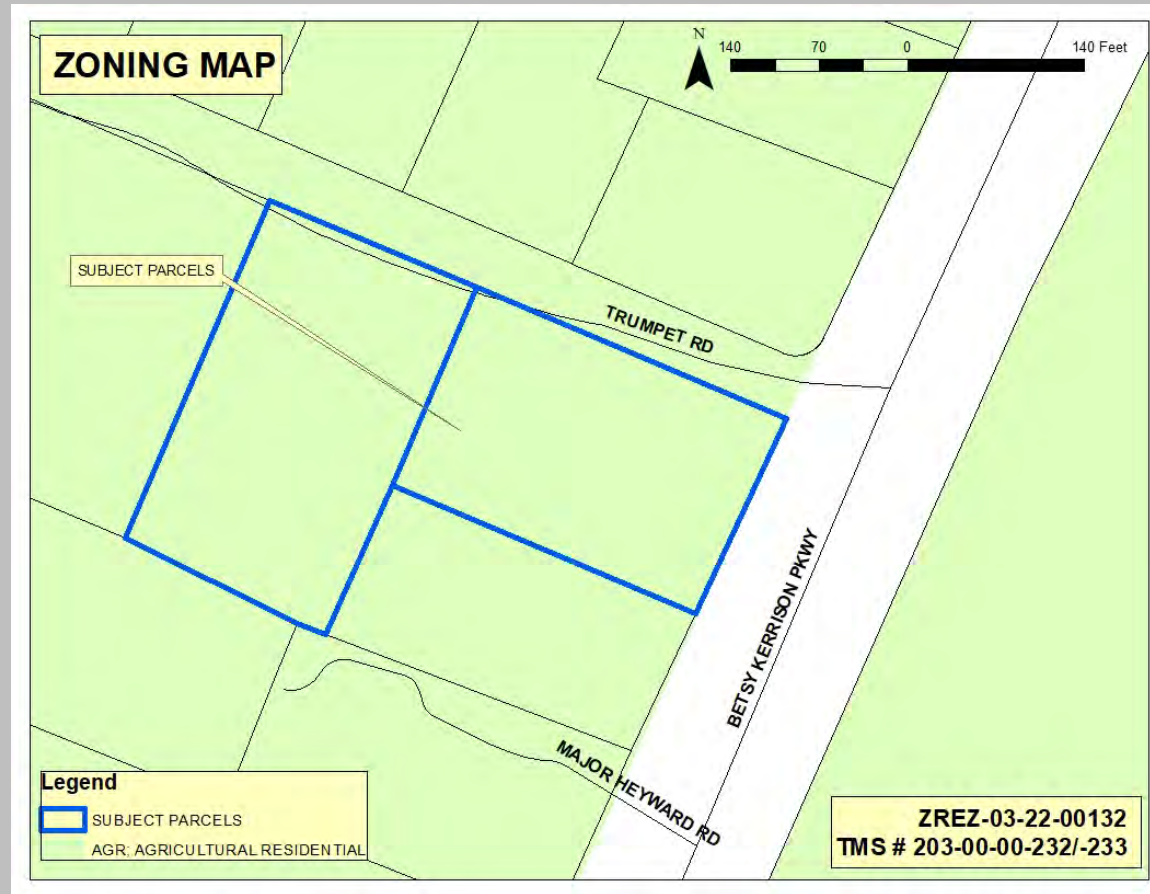 ZONING MAP
N
140 70 0 140 Feet
SUBJECT PARCELS
TRUMPET RD
BETSY KERRISON PKWY
MAJOR HEYWARD RD
Legend
SUBJECT PARCELS
AGR; AGRICULTURAL RESIDENTIAL
ZREZ-03-22-00132
TMS # 203-00-00-232/-233